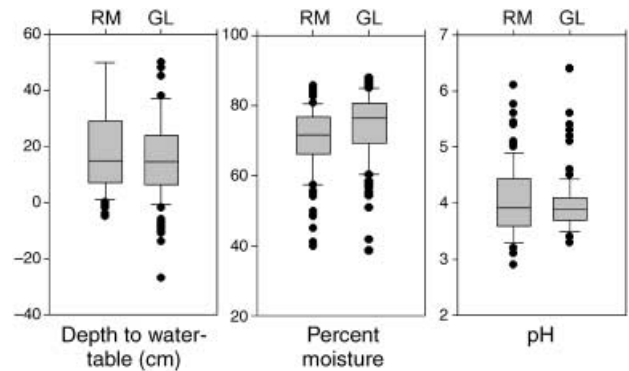 RM GL
60
40
20
0
–20
–40
Depth to water-
table (cm)
RM GL
100
80
60
40
20
Percent
moisture
RM GL
7
6
5
4
3
2
pH